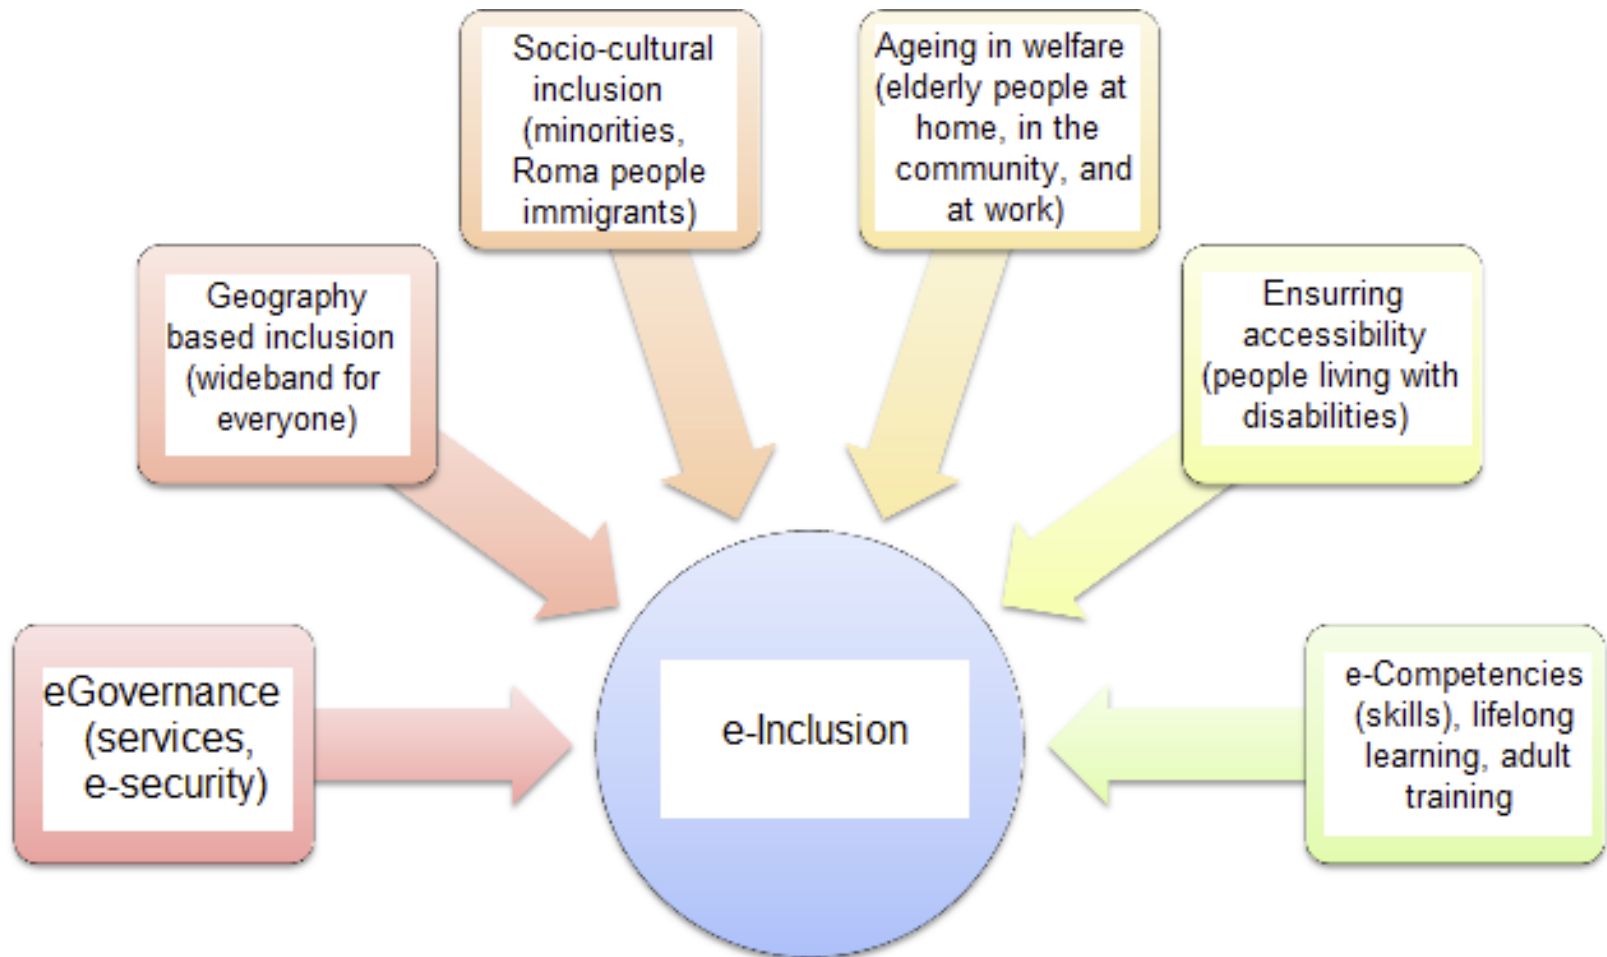 Socio-cultural
inclusion
(minorities,
Roma people
immigrants)
Ageing in welfare
(elderly people at
home, in the
community, and
at work)
Geography
based inclusion
(wideband for
everyone)
Ensurring
accessibility
(people living with
disabilities)
eGovernance
(services,
e-security)
e-Inclusion
e-Competencies
(skills), lifelong
learning, adult
training